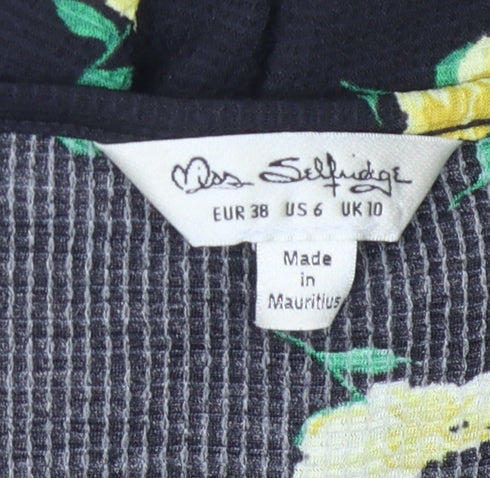 Miss Selfridge
EUR 38 US 6 UK 10
Made
in
Mauritius